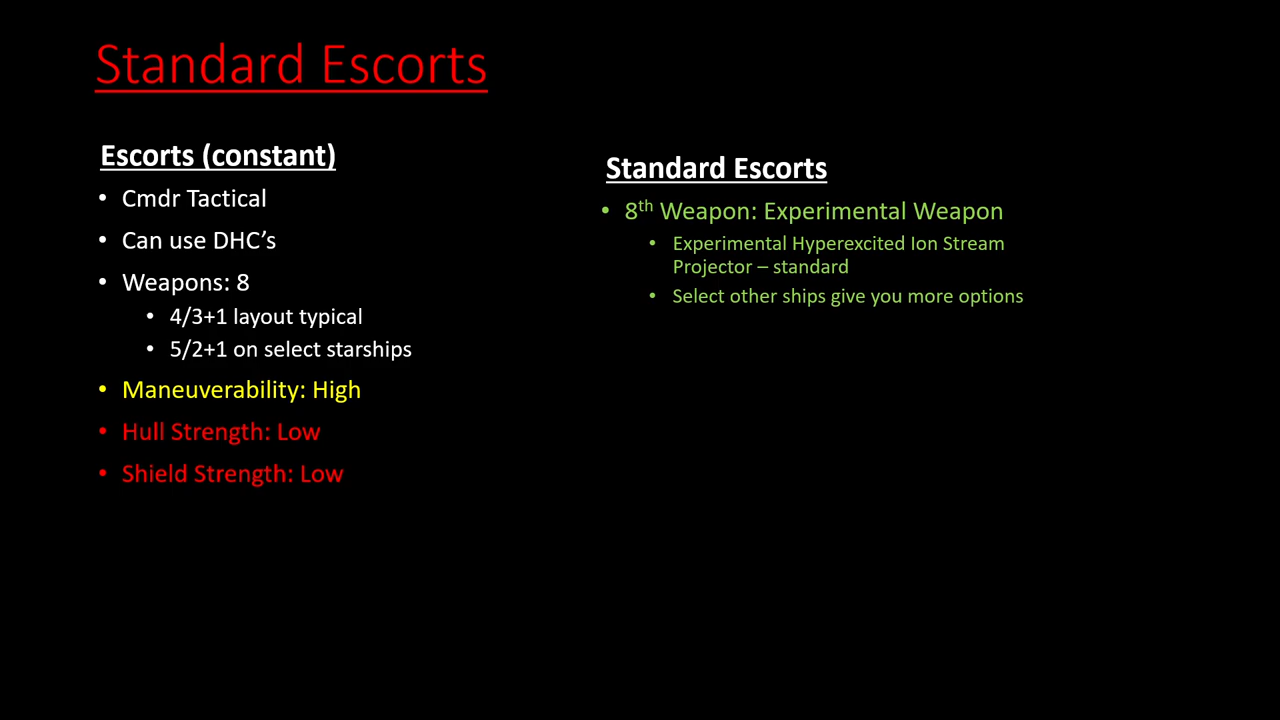 Standard Escorts
Escorts (constant)
• Cmdr Tactical
• Can use DHC’s
• Weapons: 8
• 4/3+1 layout typical
• 5/2+1 on select starships
• Maneuverability: High
• Hull Strength: Low
• Shield Strength: Low
Standard Escorts
• 8th Weapon: Experimental Weapon
• Experimental Hyperexcited Ion Stream
Projector – standard
• Select other ships give you more options